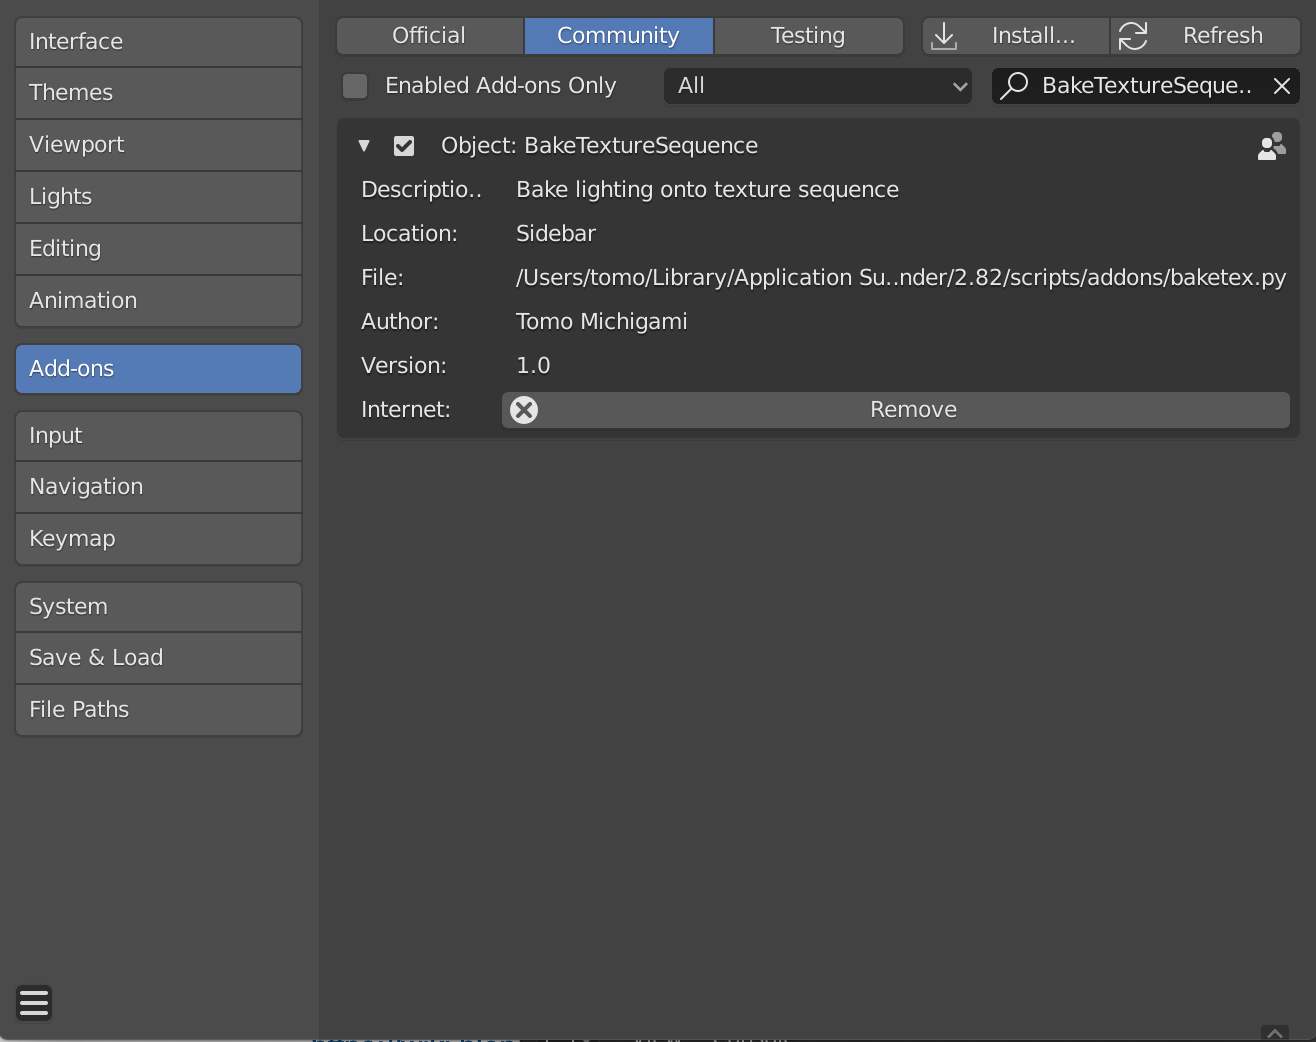 Interface
Themes
Viewport
Lights
Editing
Animation
Add-ons
Input
Navigation
Keymap
System
Save & Load
File Paths
Official Community Testing Install... Refresh
Enabled Add-ons Only All BakeTextureSeque..
Object: BakeTextureSequence
Descriptio.. Bake lighting onto texture sequence
Location: Sidebar
File: /Users/tomo/Library/Application Su..nder/2.82/scripts/addons/baketex.py
Author: Tomo Michigami
Version: 1.0
Internet: Remove